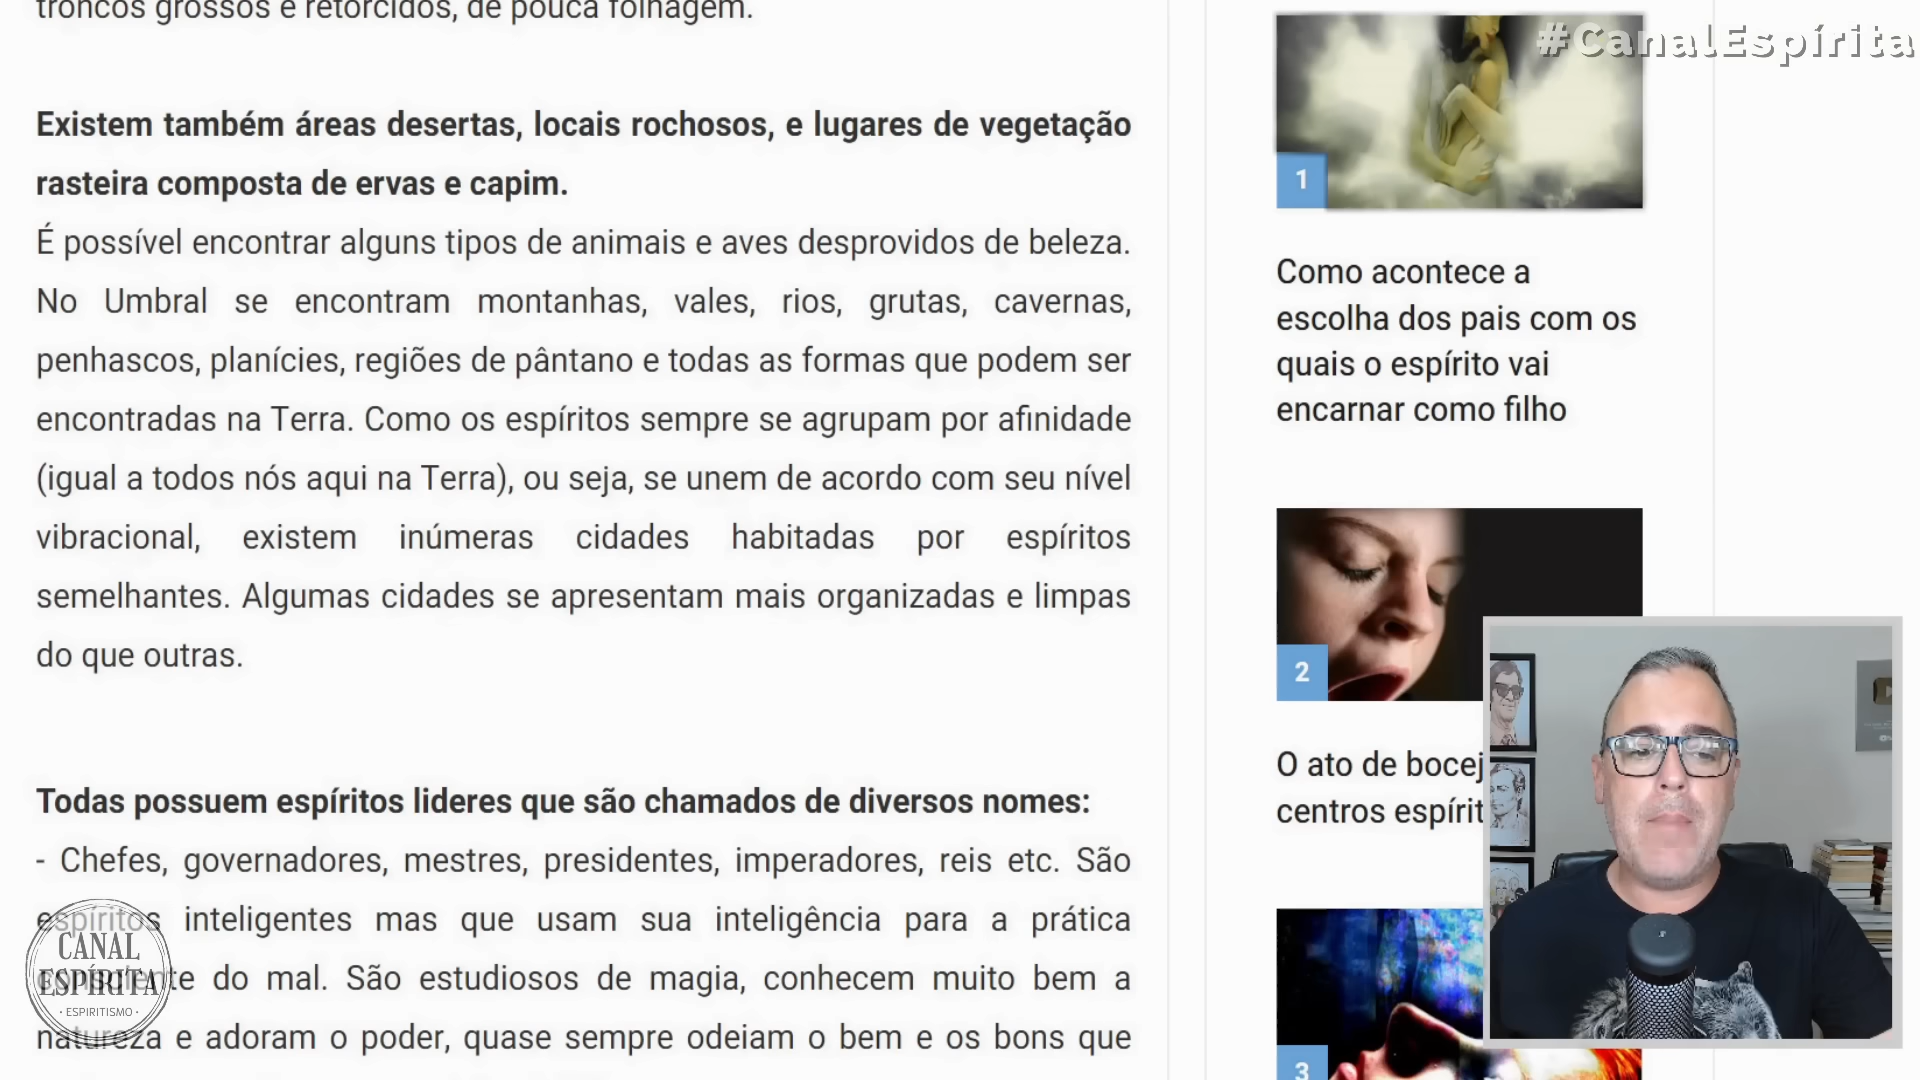 troncos grossos e retorcidos, de pouca folhagem.
#CanalEspírita
Existem também áreas desertas, locais rochosos, e lugares de vegetação
rasteira composta de ervas e capim.
É possível encontrar alguns tipos de animais e aves desprovidos de beleza.
No Umbral se encontram montanhas, vales, rios, grutas, cavernas,
penhascos, planícies, regiões de pântano e todas as formas que podem ser
encontradas na Terra. Como os espíritos sempre se agrupam por afinidade
(igual a todos nós aqui na Terra), ou seja, se unem de acordo com seu nível
vibracional, existem inúmeras cidades habitadas por espíritos
semelhantes. Algumas cidades se apresentam mais organizadas e limpas
do que outras.
Todas possuem espíritos lideres que são chamados de diversos nomes:
- Chefes, governadores, mestres, presidentes, imperadores, reis etc. São
espíritos inteligentes mas que usam sua inteligência para a prática
do mal. São estudiosos de magia, conhecem muito bem a
natureza e adoram o poder, quase sempre odeiam o bem e os bons que
CANAL
ESPÍRITA
· ESPIRITISMO ·
1
Como acontece a
escolha dos pais com os
quais o espírito vai
encarnar como filho
2
O ato de bocej
centros espírit
3